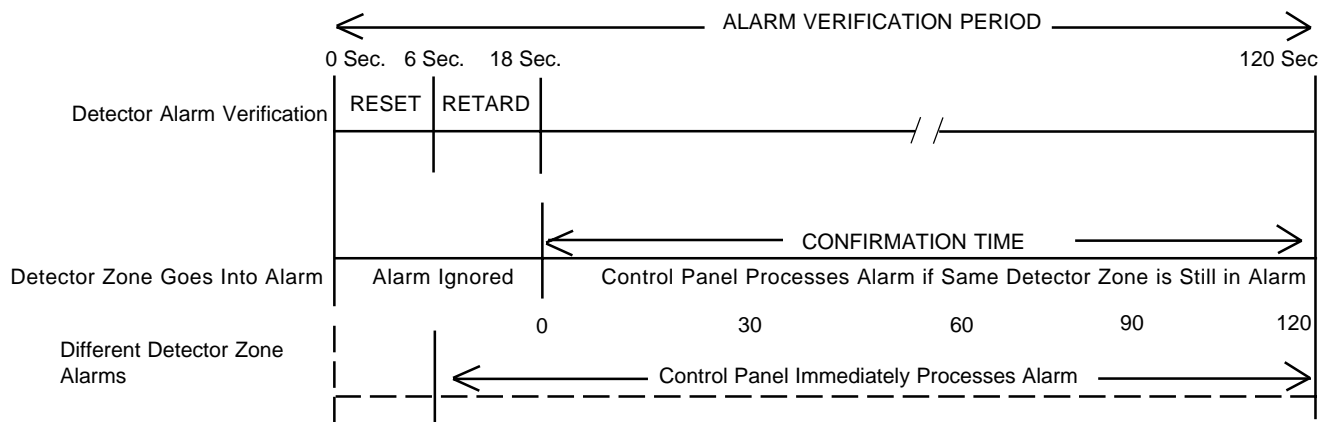 ALARM VERIFICATION PERIOD
0 Sec. 6 Sec. 18 Sec. 120 Sec
RESET RETARD
Detector Alarm Verification
CONFIRMATION TIME
Detector Zone Goes Into Alarm Alarm Ignored Control Panel Processes Alarm if Same Detector Zone is Still in Alarm
0 30 60 90 120
Different Detector Zone
Alarms
Control Panel Immediately Processes Alarm